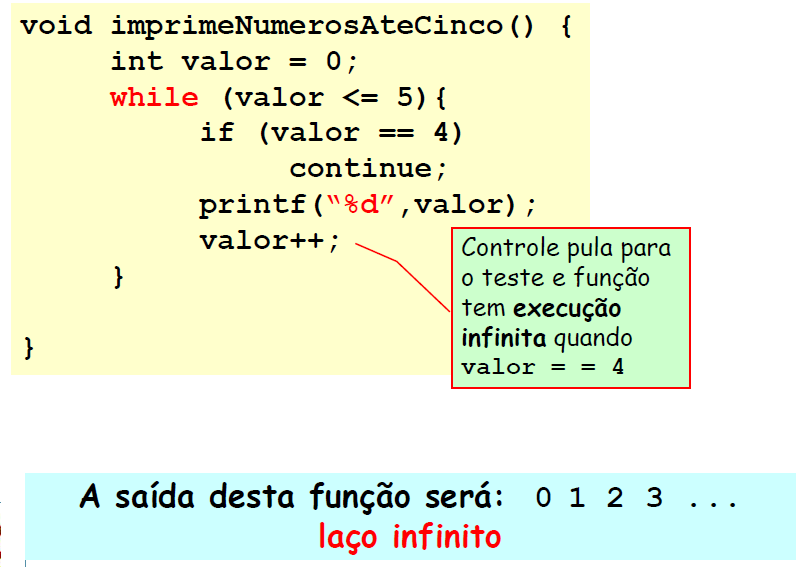 void imprimeNumerosAteCinco() {
int valor = 0;
while (valor <= 5){
if (valor == 4)
continue;
printf(“%d”,valor);
valor++;
}
}
Controle pula para
o teste e função
tem execução
infinita quando
valor = = 4
A saída desta função será: 0 1 2 3 ...
laço infinito